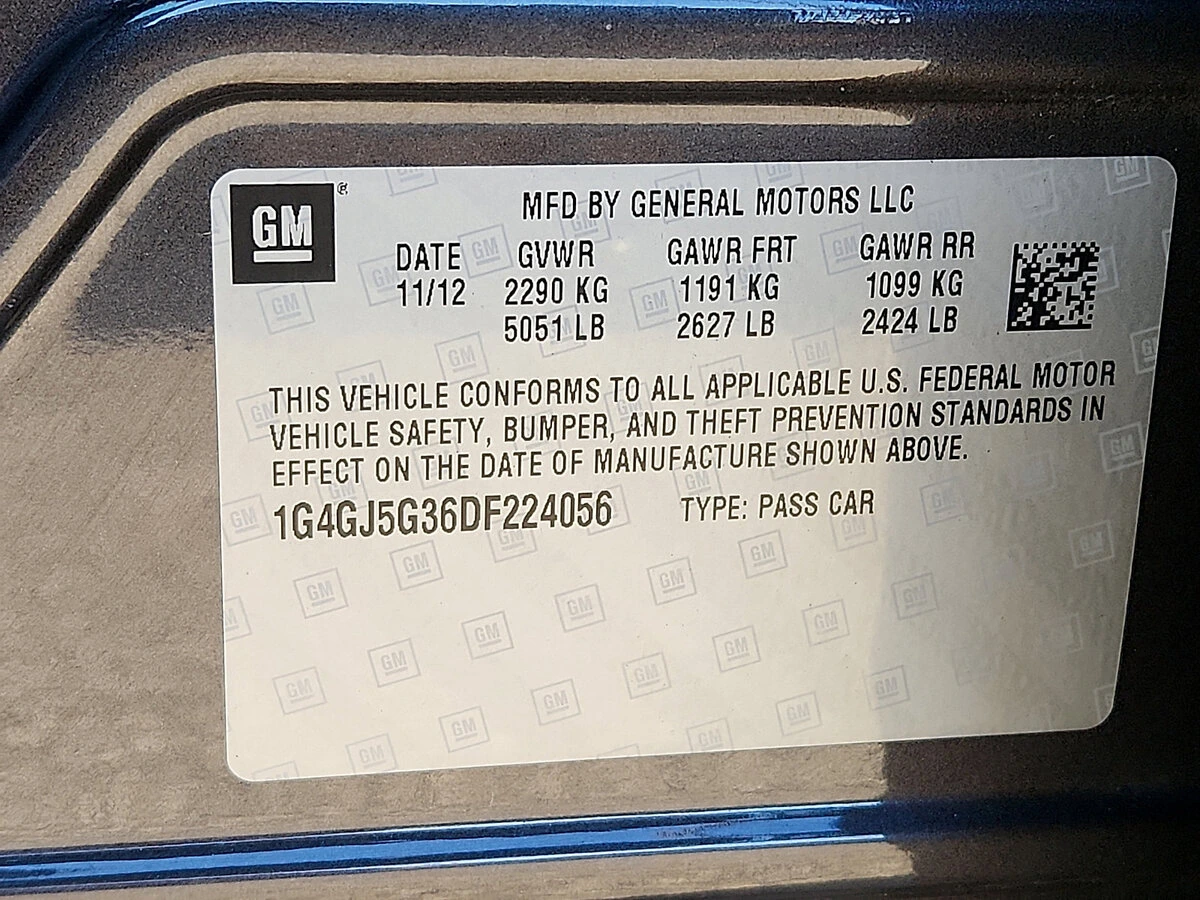 GM
MFD BY GENERAL MOTORS LLC
DATE GVWR GAWR FRT GAWR RR
11/12 2290 KG 1191 KG 1099 KG
5051 LB 2627 LB 2424 LB
THIS VEHICLE CONFORMS TO ALL APPLICABLE U.S. FEDERAL MOTOR
VEHICLE SAFETY, BUMPER, AND THEFT PREVENTION STANDARDS IN
EFFECT ON THE DATE OF MANUFACTURE SHOWN ABOVE.
1G4GJ5G36DF224056 TYPE: PASS CAR